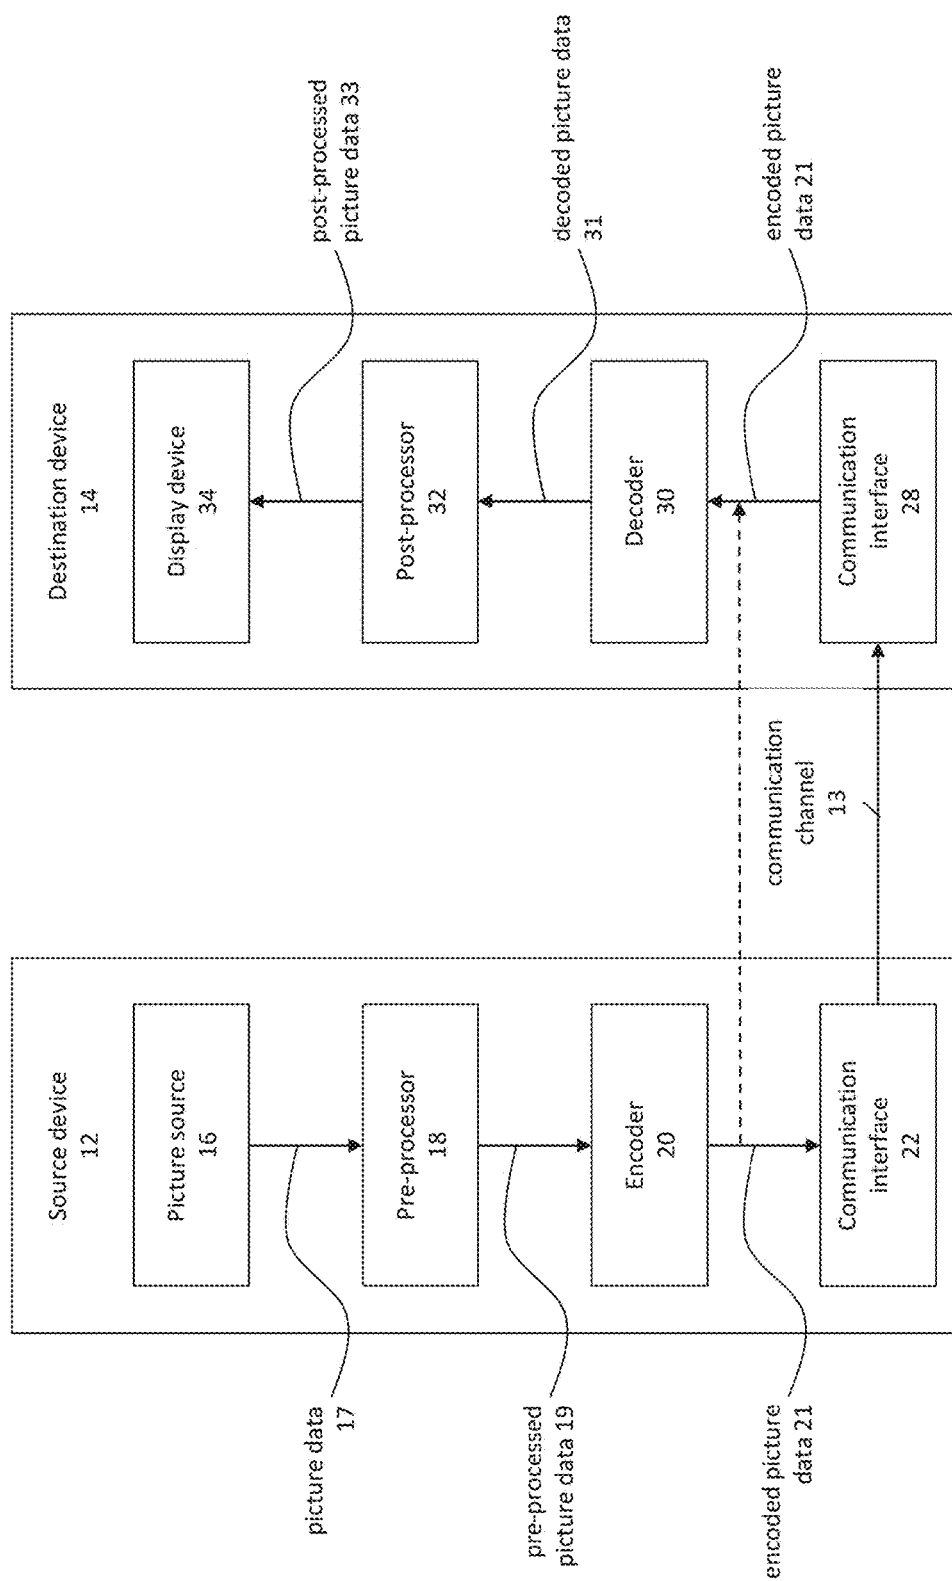 Source device
12
Picture source
16
picture data
17
Pre-processor
18
pre-processed
picture data 19
Encoder
20
encoded picture
data 21
Communication
interface
22
communication
channel
13
Destination device
14
Display device
34
post-processed
picture data 33
Post-processor
32
decoded picture data
31
Decoder
30
encoded picture
data 21
Communication
interface
28